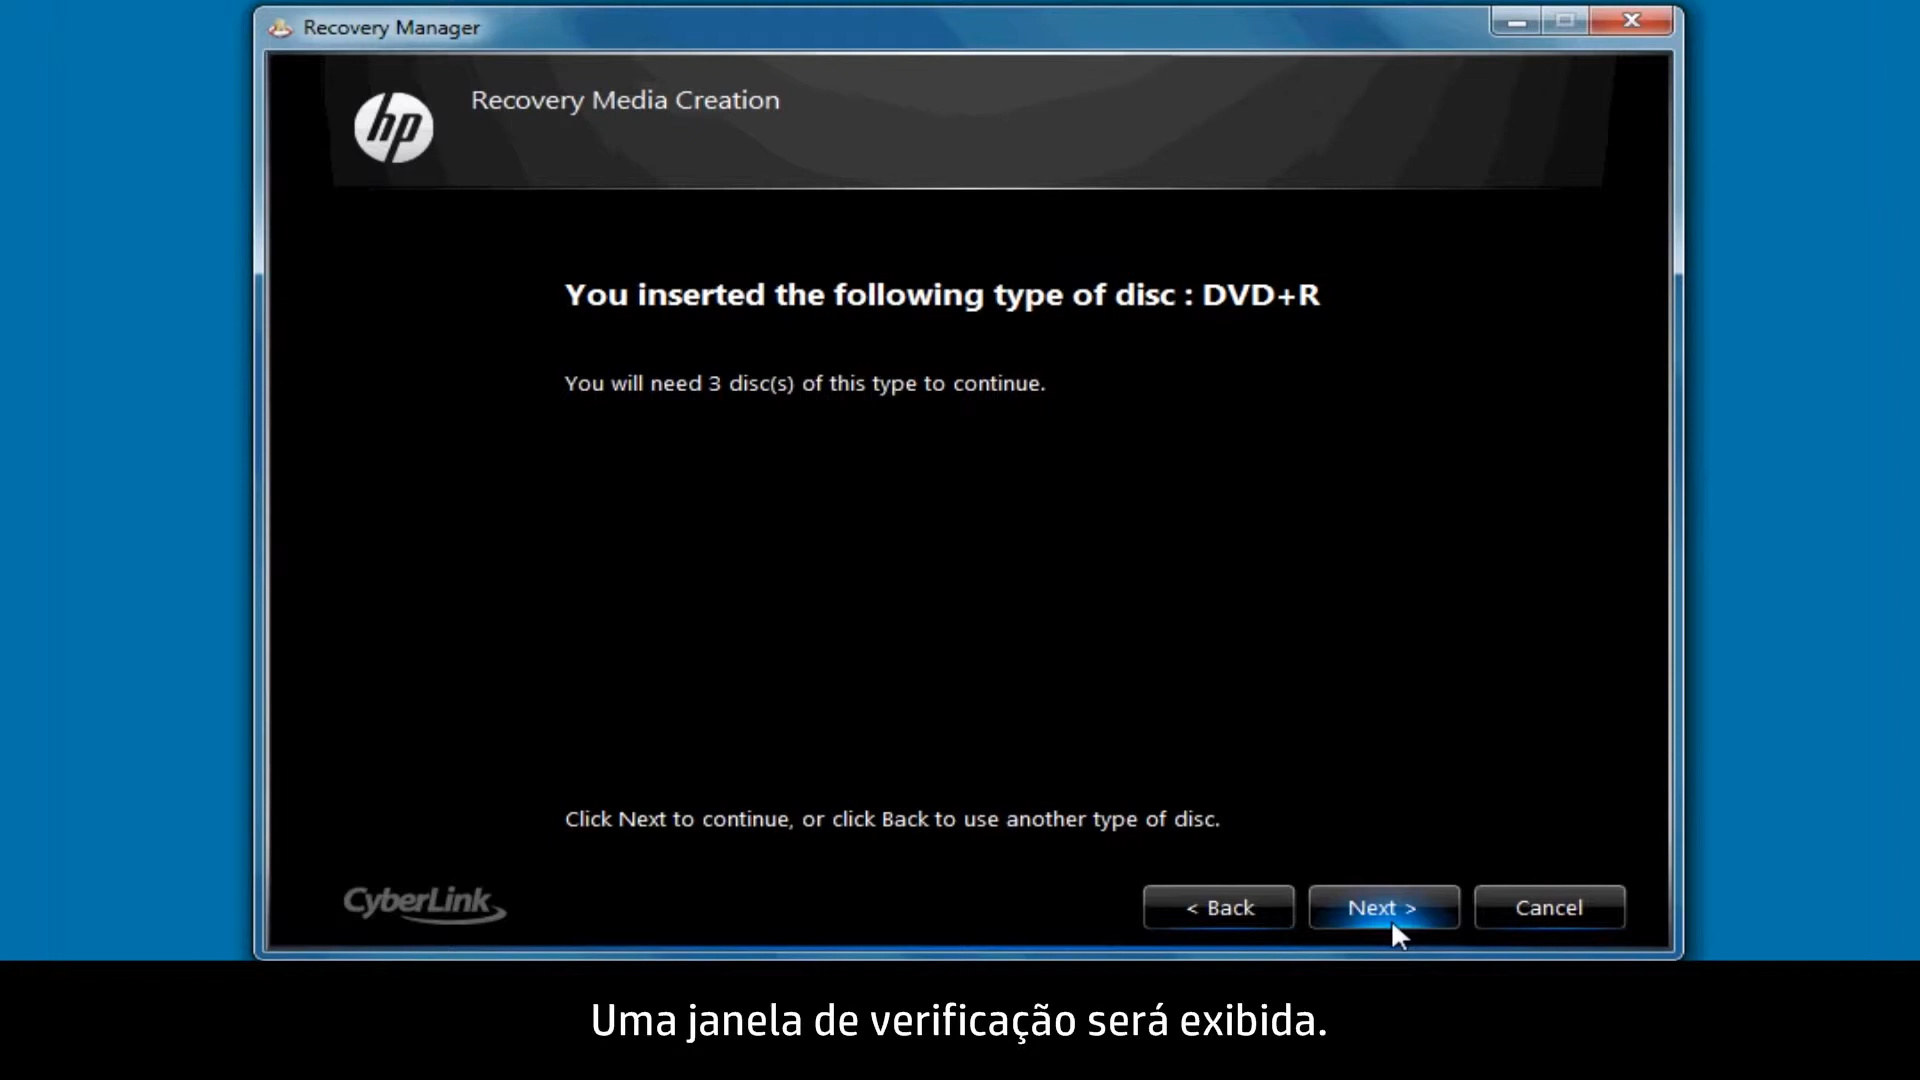 Recovery Manager
hp
Recovery Media Creation
You inserted the following type of disc : DVD+R
You will need 3 disc(s) of this type to continue.
Click Next to continue, or click Back to use another type of disc.
CyberLink
< Back
Next >
Cancel
Uma janela de verificação será exibida.